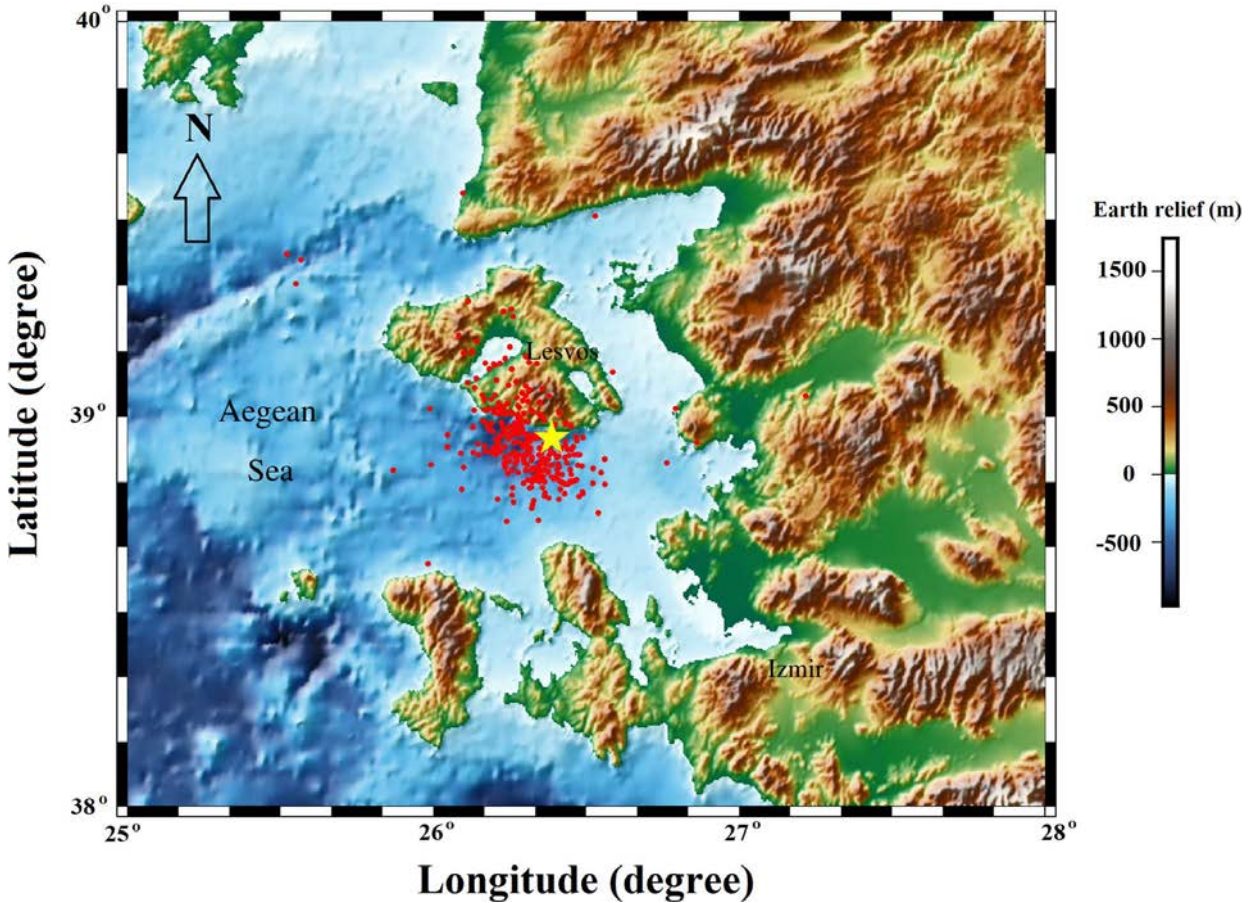 40°
N
Earth relief (m)
1500
1000
500
0
-500
Latitude (degree)
39°
Lesvos
Aegean
Sea
Izmir
38°
25°
26°
27°
28°
Longitude (degree)